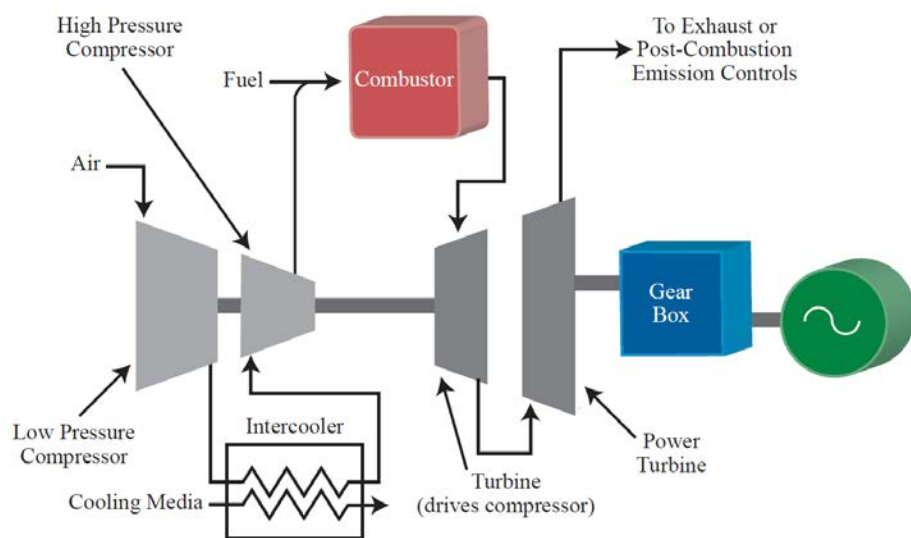 High Pressure
Compressor
To Exhaust or
Post-Combustion
Emission Controls
Fuel
Combustor
Air
Gear
Box
Low Pressure
Compressor
Intercooler
Cooling Media
Turbine
(drives compressor)
Power
Turbine